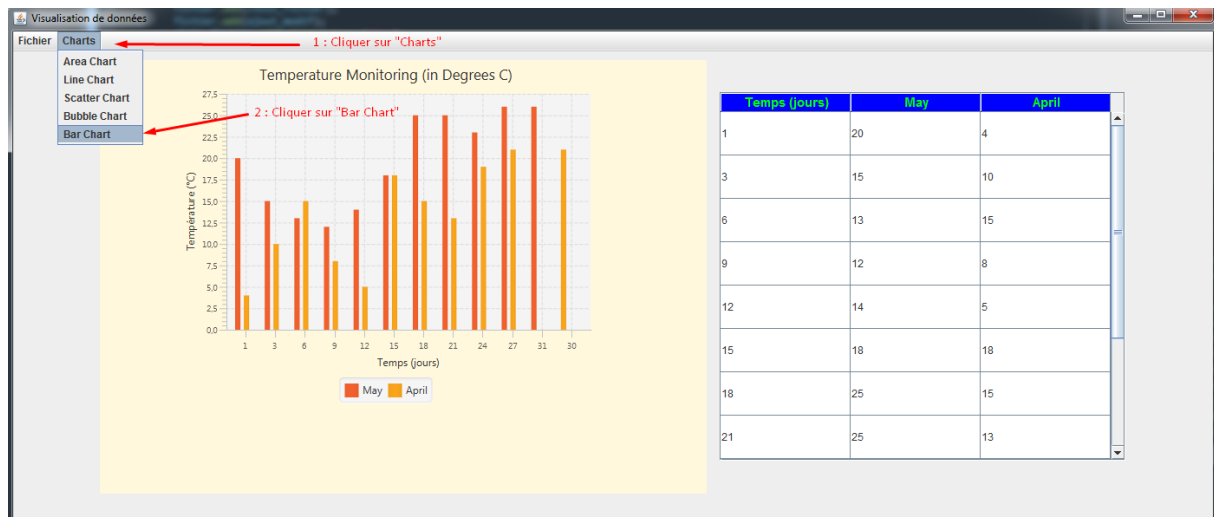 Visualisation de données
Fichier Charts
1 : Cliquer sur "Charts"
Area Chart
Line Chart
Scatter Chart
Bubble Chart
Bar Chart
2 : Cliquer sur "Bar Chart"
Temperature Monitoring (in Degrees C)
Température (°C)
27,5
25,0
22,5
20,0
17,5
15,0
12,5
10,0
7,5
5,0
2,5
0,0
1 3 6 9 12 15 18 21 24 27 31 30
Temps (jours)
May April
Temps (jours) May April
1 20 4
3 15 10
6 13 15
9 12 8
12 14 5
15 18 18
18 25 15
21 25 13